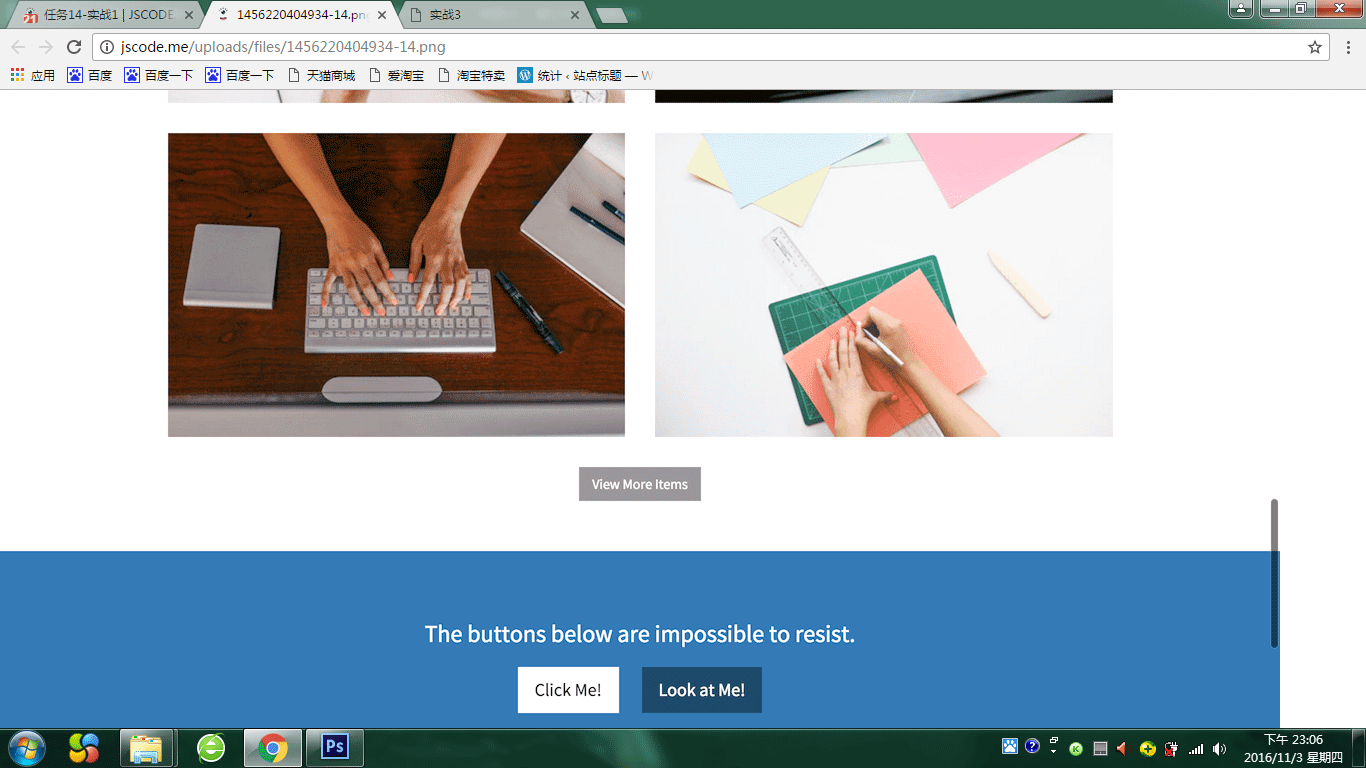 任务14-实战1 | JSCODE
1456220404934-14.pn
实战3
jscode.me/uploads/files/1456220404934-14.png
应用 百度 百度一下 百度一下 天猫商城 爱淘宝 淘宝特卖 统计 ‹ 站点标题 — W
View More Items
The buttons below are impossible to resist.
Click Me! Look at Me!
Ps
下午 23:06
2016/11/3 星期四